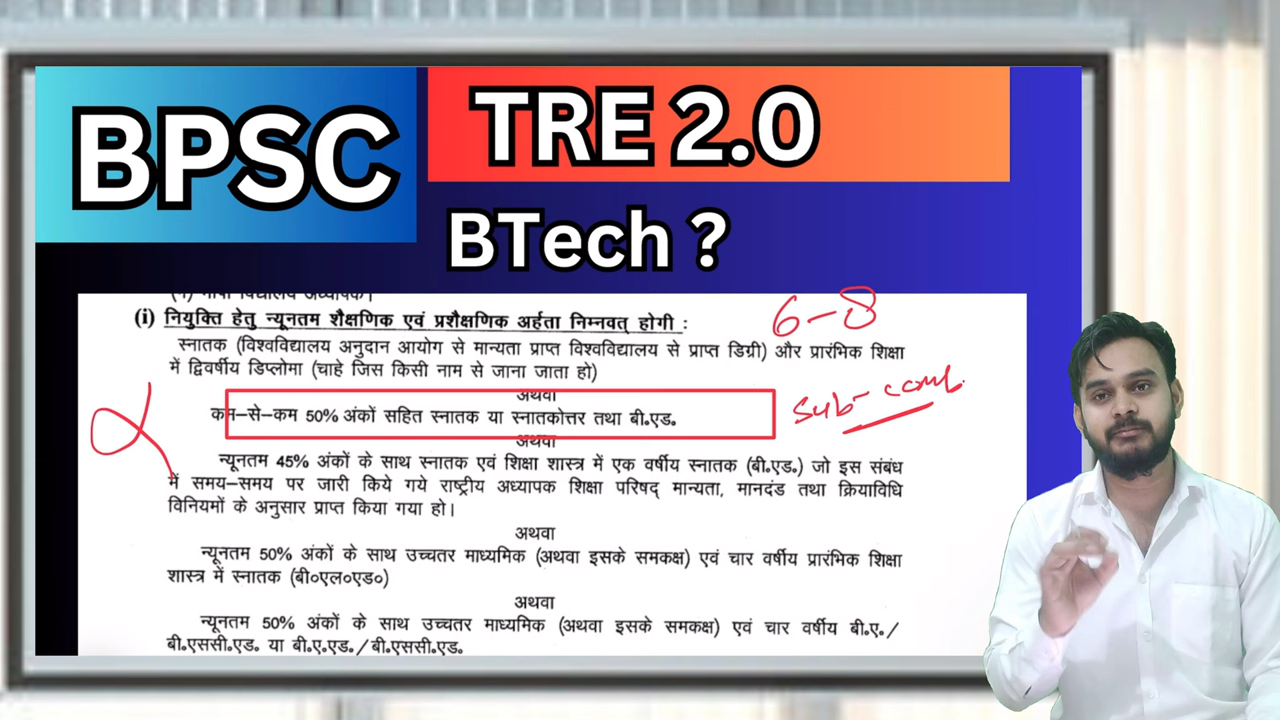 BPSC
TRE 2.0
BTech ?
(i) नियुक्ति हेतु न्यूनतम शैक्षणिक एवं प्रशैक्षणिक अर्हता निम्नवत् होगी :
6-8
स्नातक (विश्वविद्यालय अनुदान आयोग से मान्यता प्राप्त विश्वविद्यालय से प्राप्त डिग्री) और प्रारंभिक शिक्षा
में द्विवर्षीय डिप्लोमा (चाहे जिस किसी नाम से जाना जाता हो)
अथवा
कम-से-कम 50% अंकों सहित स्नातक या स्नातकोत्तर तथा बी.एड.
sub-comb.
अथवा
न्यूनतम 45% अंकों के साथ स्नातक एवं शिक्षा शास्त्र में एक वर्षीय स्नातक (बी.एड.) जो इस संबंध
में समय-समय पर जारी किये गये राष्ट्रीय अध्यापक शिक्षा परिषद् मान्यता, मानदंड तथा क्रियाविधि
विनियमों के अनुसार प्राप्त किया गया हो।
अथवा
न्यूनतम 50% अंकों के साथ उच्चतर माध्यमिक (अथवा इसके समकक्ष) एवं चार वर्षीय प्रारंभिक शिक्षा
शास्त्र में स्नातक (बी०एल०एड०)
अथवा
न्यूनतम 50% अंकों के साथ उच्चतर माध्यमिक (अथवा इसके समकक्ष) एवं चार वर्षीय बी.ए./
बी.एससी.एड. या बी.ए.एड./बी.एससी.एड.